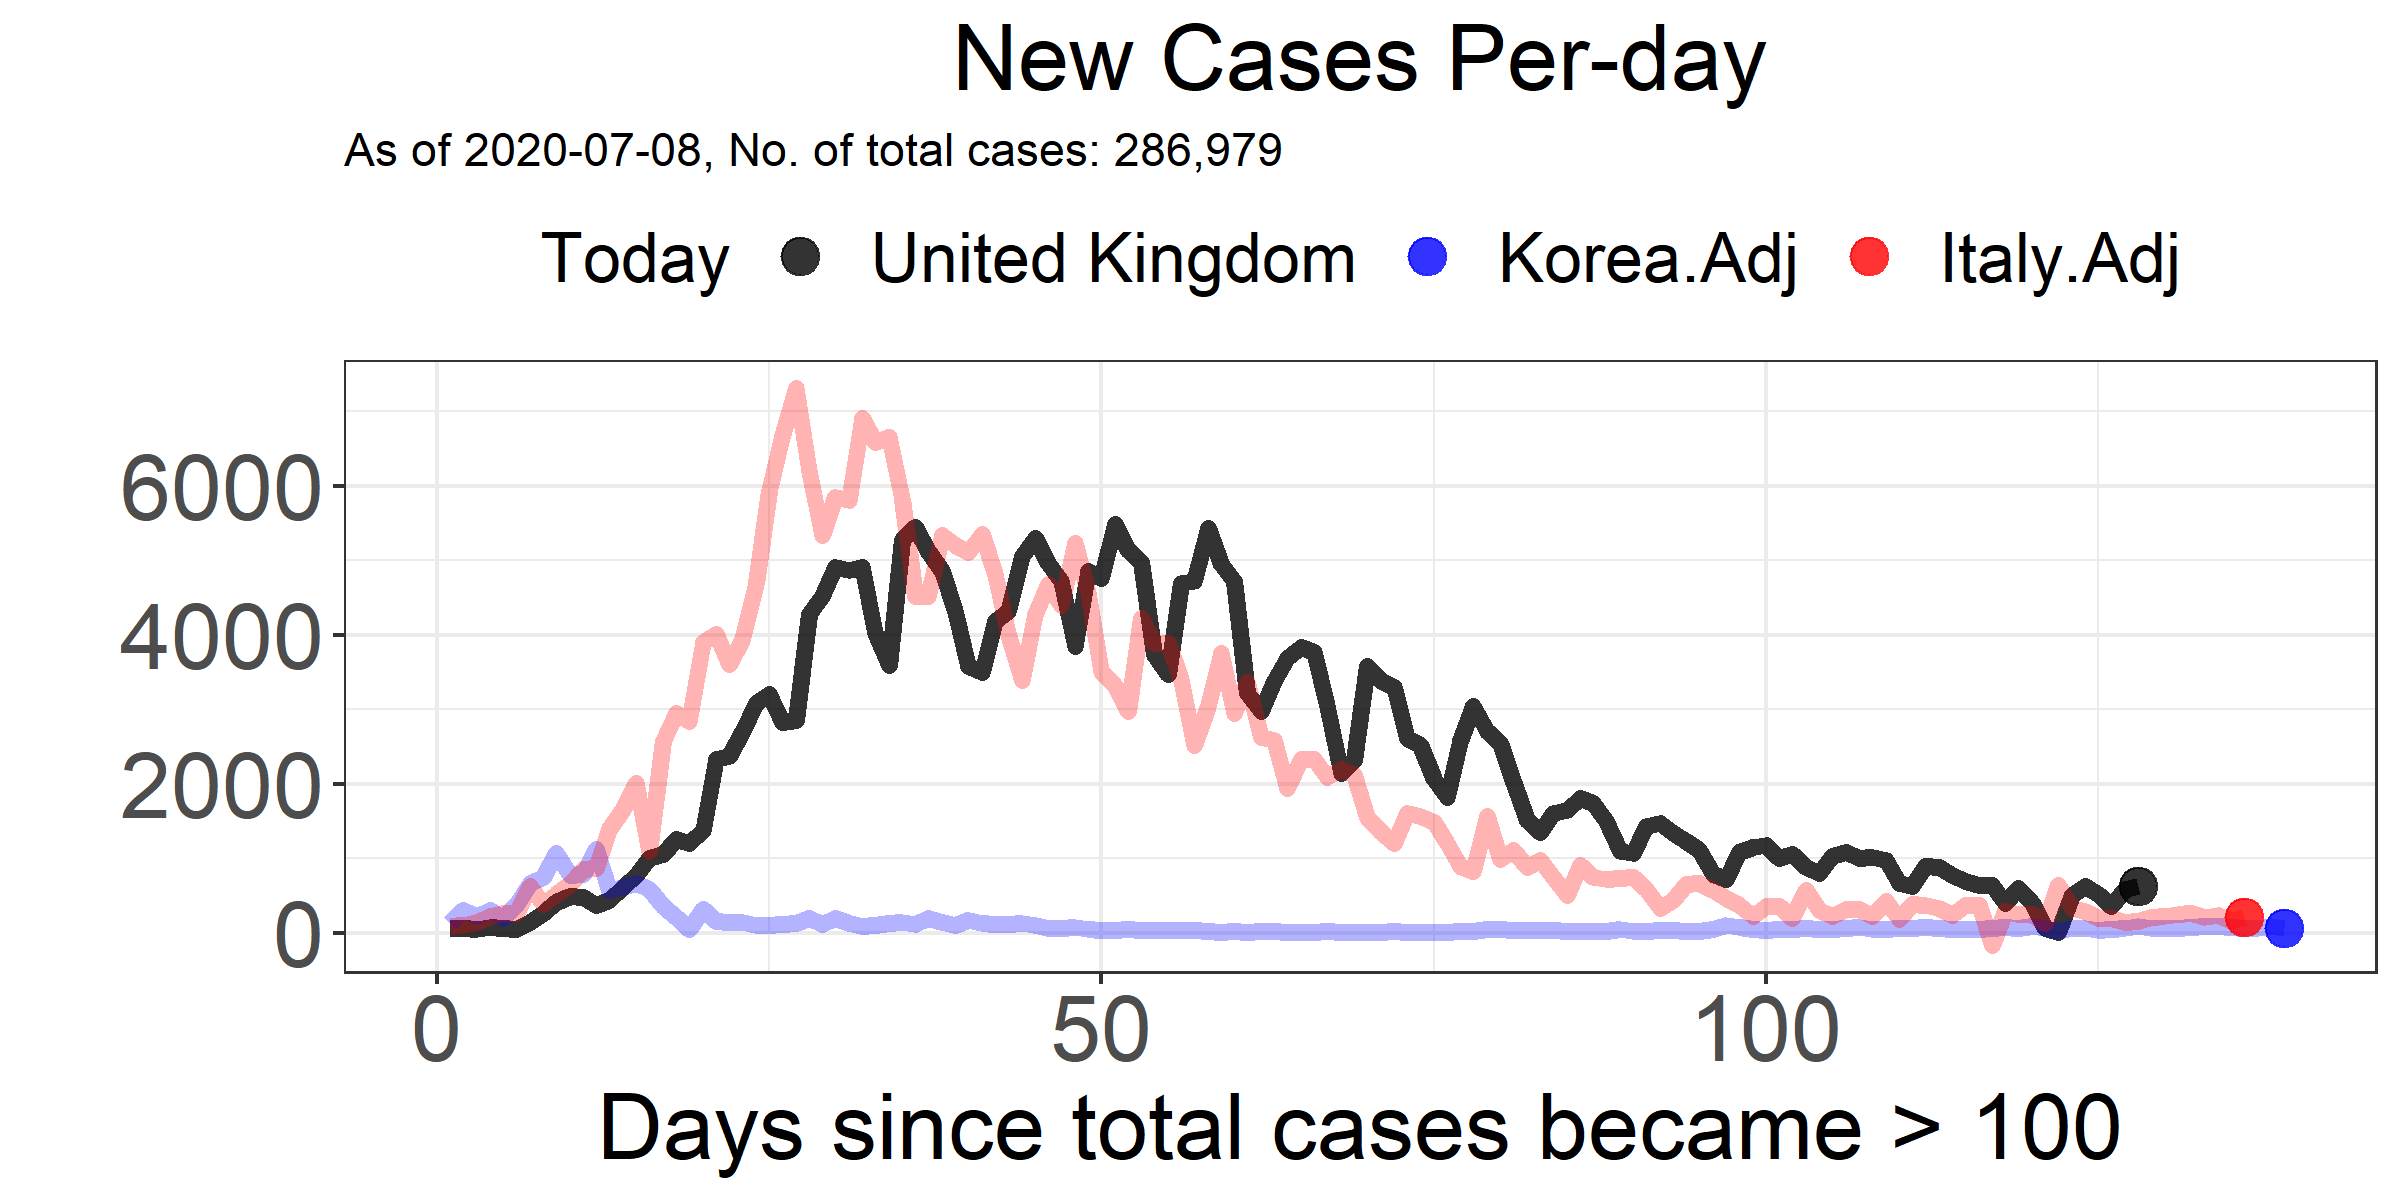 New Cases Per-day
As of 2020-07-08, No. of total cases: 286,979
Today United Kingdom Korea.Adj Italy.Adj
6000
4000
2000
0
0 50 100
Days since total cases became > 100